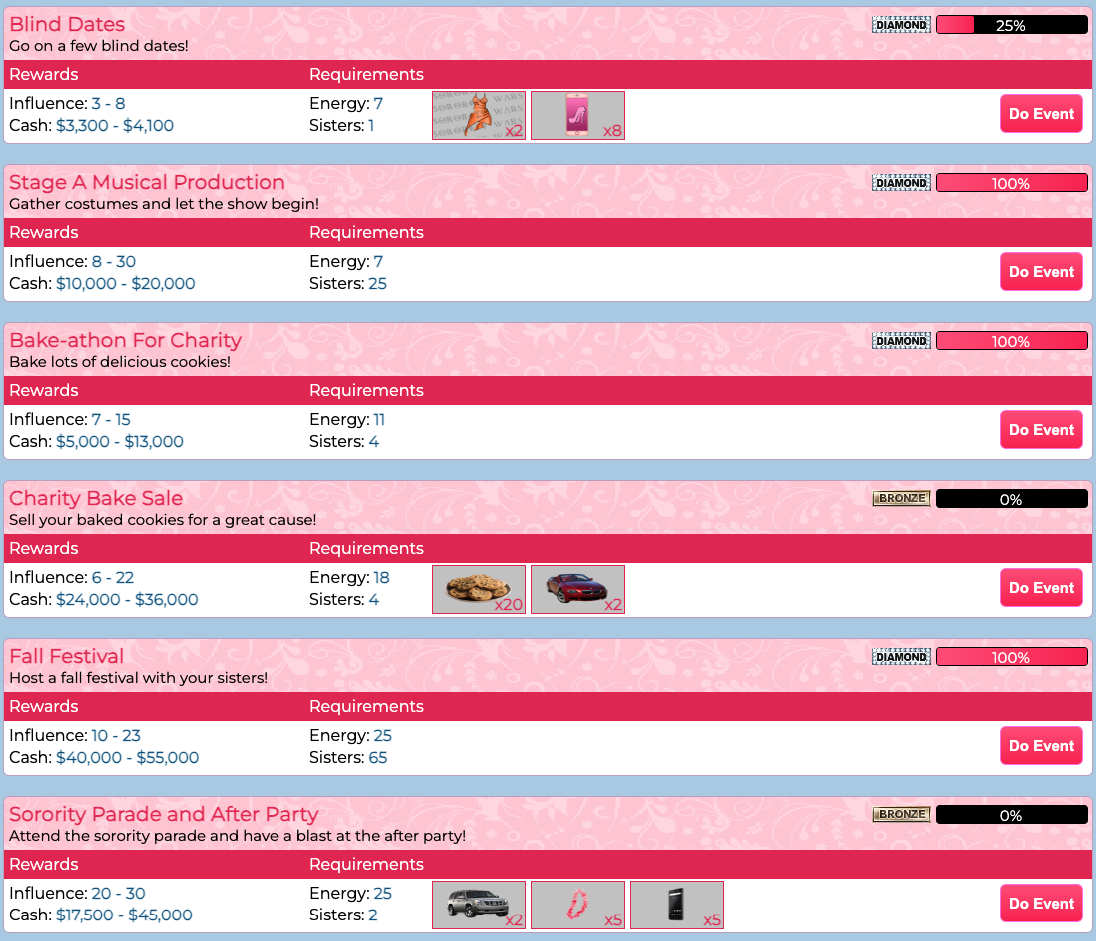 Blind Dates
DIAMOND 25%
Go on a few blind dates!
Rewards Requirements
Influence: 3 - 8 Energy: 7
Cash: $3,300 - $4,100 Sisters: 1
x2 x8
Do Event
Stage A Musical Production
DIAMOND 100%
Gather costumes and let the show begin!
Rewards Requirements
Influence: 8 - 30 Energy: 7
Cash: $10,000 - $20,000 Sisters: 25
Do Event
Bake-athon For Charity
DIAMOND 100%
Bake lots of delicious cookies!
Rewards Requirements
Influence: 7 - 15 Energy: 11
Cash: $5,000 - $13,000 Sisters: 4
Do Event
Charity Bake Sale
BRONZE 0%
Sell your baked cookies for a great cause!
Rewards Requirements
Influence: 6 - 22 Energy: 18
Cash: $24,000 - $36,000 Sisters: 4
x20 x2
Do Event
Fall Festival
DIAMOND 100%
Host a fall festival with your sisters!
Rewards Requirements
Influence: 10 - 23 Energy: 25
Cash: $40,000 - $55,000 Sisters: 65
Do Event
Sorority Parade and After Party
BRONZE 0%
Attend the sorority parade and have a blast at the after party!
Rewards Requirements
Influence: 20 - 30 Energy: 25
Cash: $17,500 - $45,000 Sisters: 2
x2 x5 x5
Do Event